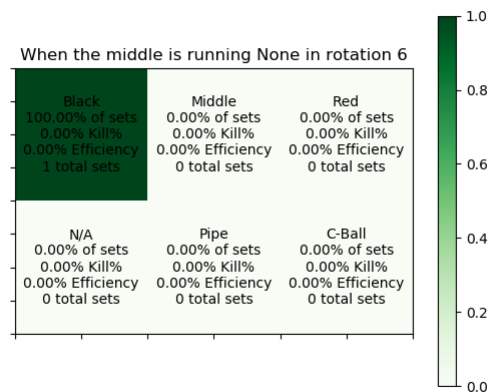 When the middle is running None in rotation 6
Black
100.00% of sets
0.00% Kill%
0.00% Efficiency
1 total sets
Middle
0.00% of sets
0.00% Kill%
0.00% Efficiency
0 total sets
Red
0.00% of sets
0.00% Kill%
0.00% Efficiency
0 total sets
N/A
0.00% of sets
0.00% Kill%
0.00% Efficiency
0 total sets
Pipe
0.00% of sets
0.00% Kill%
0.00% Efficiency
0 total sets
C-Ball
0.00% of sets
0.00% Kill%
0.00% Efficiency
0 total sets
1.0
0.8
0.6
0.4
0.2
0.0